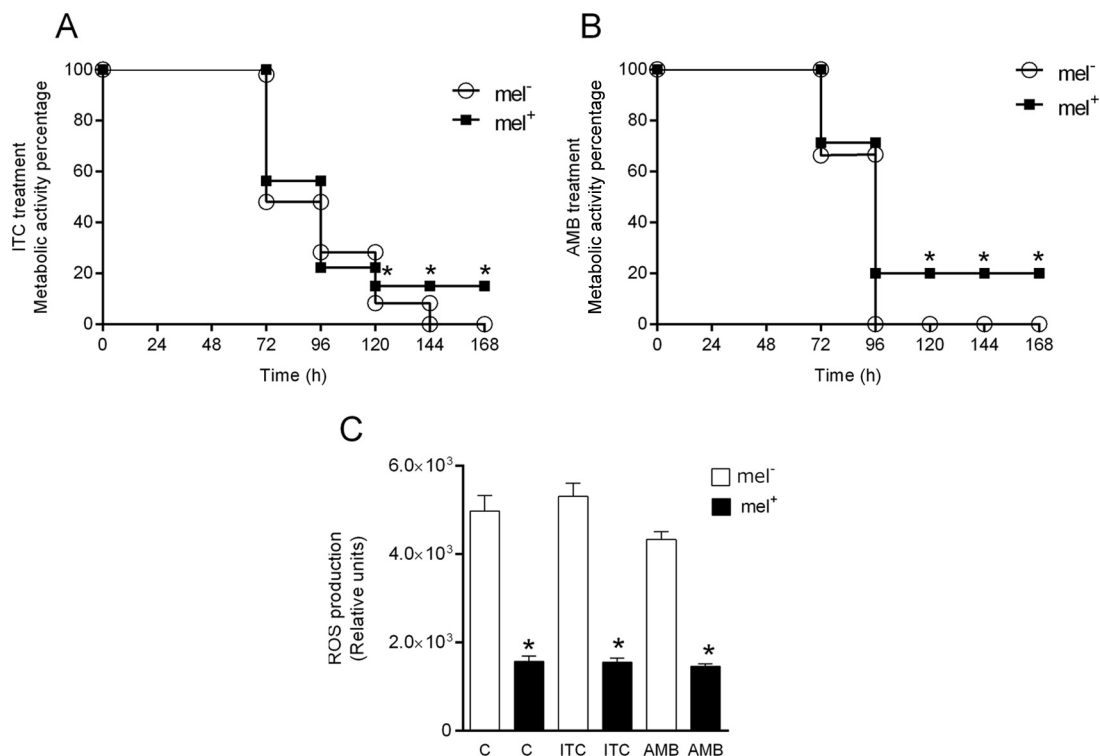 A
ITC treatment
Metabolic activity percentage
100
80
60
40
20
0
0 24 48 72 96 120 144 168
Time (h)
mel-
mel+
* * *
B
AMB treatment
Metabolic activity percentage
100
80
60
40
20
0
0 24 48 72 96 120 144 168
Time (h)
mel-
mel+
* * *
C
ROS production
(Relative units)
6.0×10³
4.0×10³
2.0×10³
0
C C ITC ITC AMB AMB
mel-
mel+
* * *